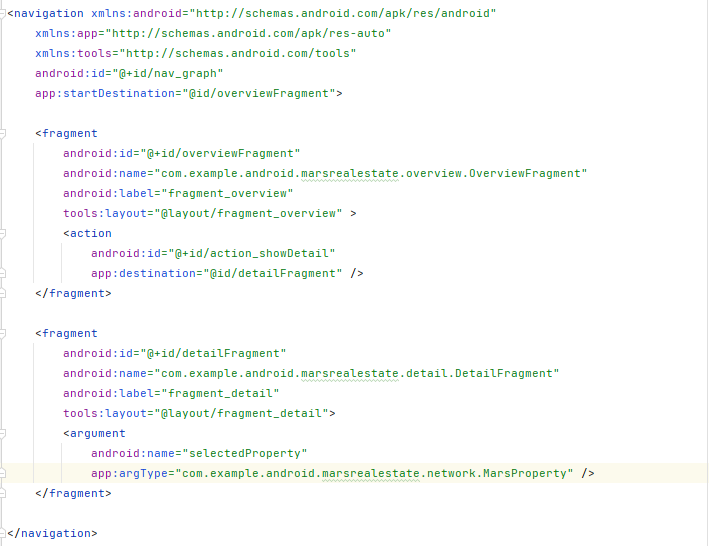 <navigation xmlns:android="http://schemas.android.com/apk/res/android"
    xmlns:app="http://schemas.android.com/apk/res-auto"
    xmlns:tools="http://schemas.android.com/tools"
    android:id="@+id/nav_graph"
    app:startDestination="@id/overviewFragment">

    <fragment
        android:id="@+id/overviewFragment"
        android:name="com.example.android.marsrealestate.overview.OverviewFragment"
        android:label="fragment_overview"
        tools:layout="@layout/fragment_overview" >
        <action
            android:id="@+id/action_showDetail"
            app:destination="@id/detailFragment" />
    </fragment>

    <fragment
        android:id="@+id/detailFragment"
        android:name="com.example.android.marsrealestate.detail.DetailFragment"
        android:label="fragment_detail"
        tools:layout="@layout/fragment_detail">
        <argument
            android:name="selectedProperty"
            app:argType="com.example.android.marsrealestate.network.MarsProperty" />
    </fragment>

</navigation>